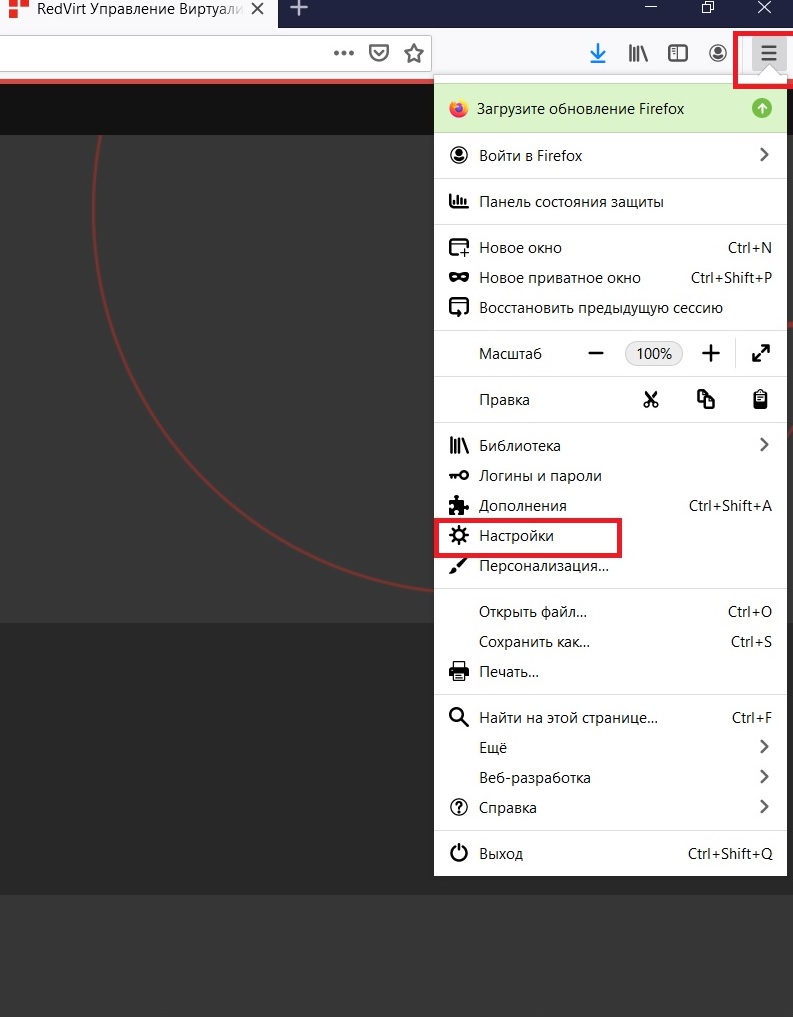 RedVirt Управление Виртуали
Загрузите обновление Firefox
Войти в Firefox
Панель состояния защиты
Новое окно Ctrl+N
Новое приватное окно Ctrl+Shift+P
Восстановить предыдущую сессию
Масштаб 100%
Правка
Библиотека
Логины и пароли
Дополнения Ctrl+Shift+A
Настройки
Персонализация...
Открыть файл... Ctrl+O
Сохранить как... Ctrl+S
Печать...
Найти на этой странице... Ctrl+F
Ещё
Веб-разработка
Справка
Выход Ctrl+Shift+Q